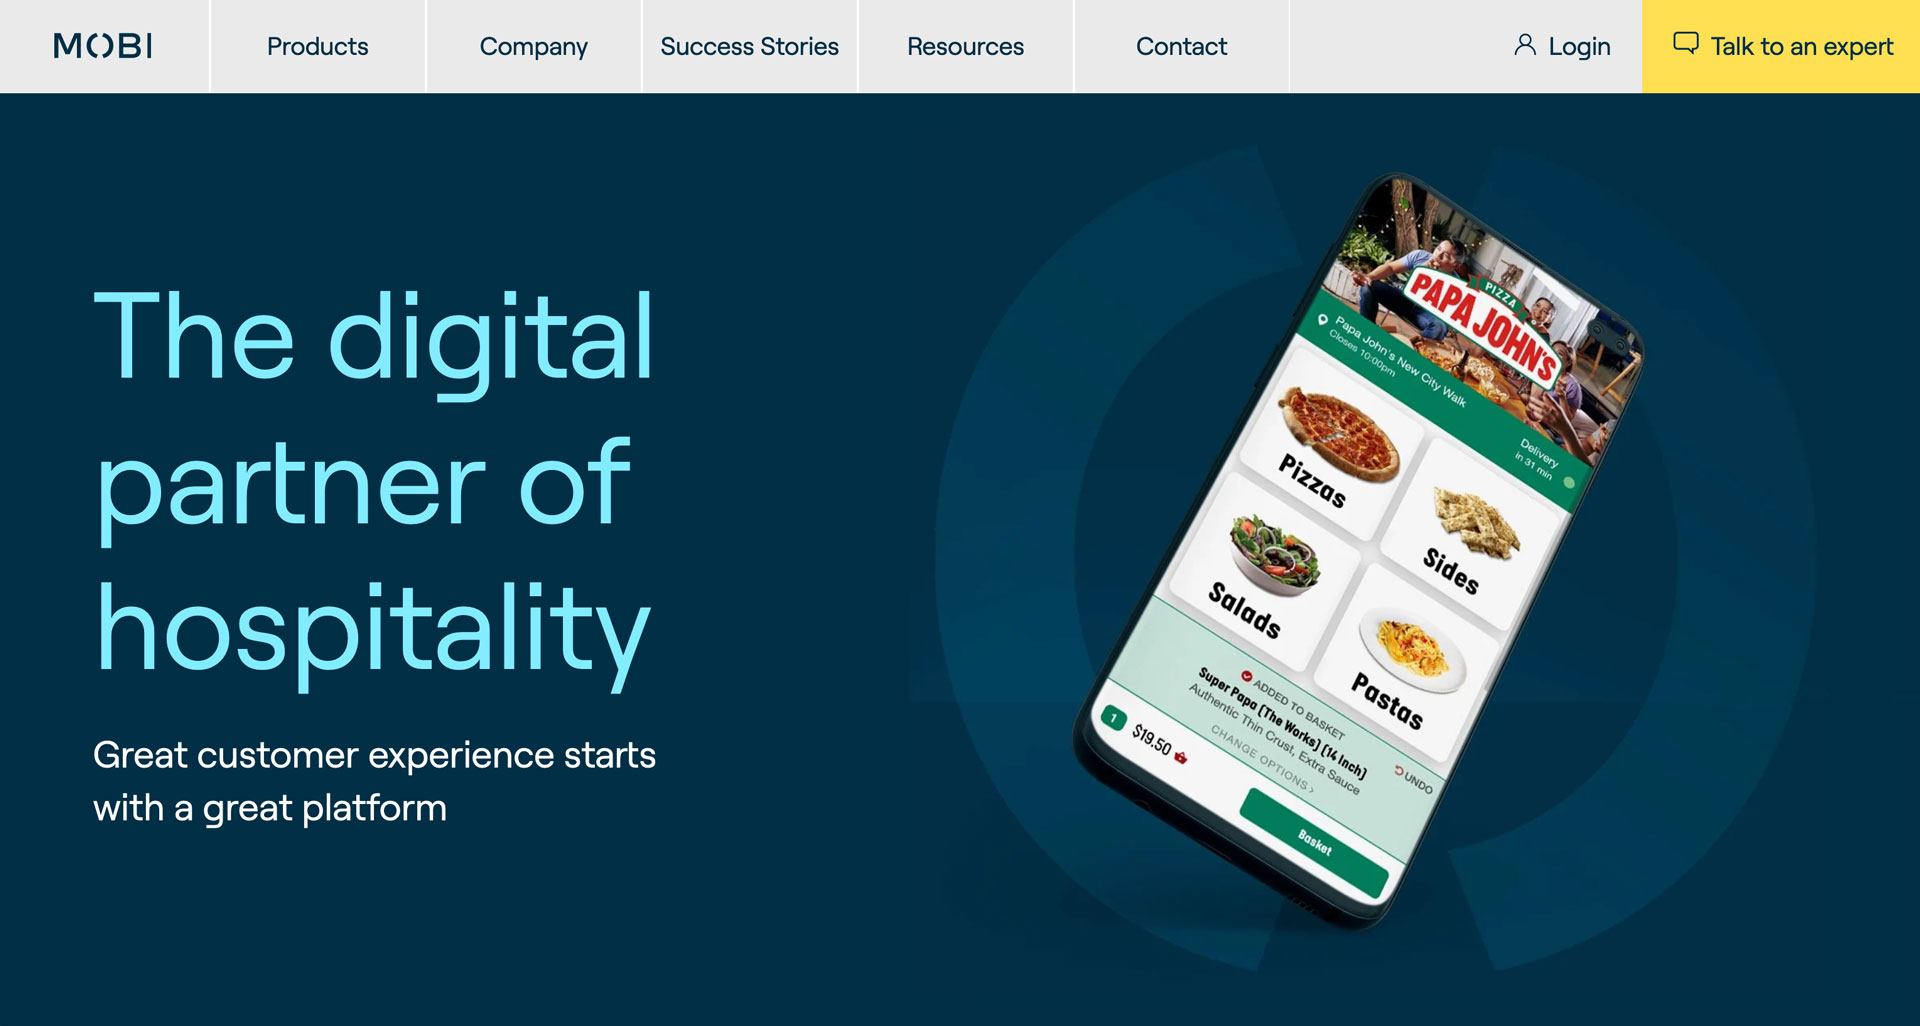 MOBI
Products
Company
Success Stories
Resources
Contact
Login
Talk to an expert
The digital
partner of
hospitality
Great customer experience starts
with a great platform
PIZZA
PAPA JOHN'S
Papa John's New City Walk
Closes 10:00pm
Delivery
in 31 min
Pizzas
Sides
Salads
Pastas
ADDED TO BASKET
Super Papa (The Works) (14 Inch)
Authentic Thin Crust, Extra Sauce
CHANGE OPTIONS >
UNDO
1
$19.50
Basket